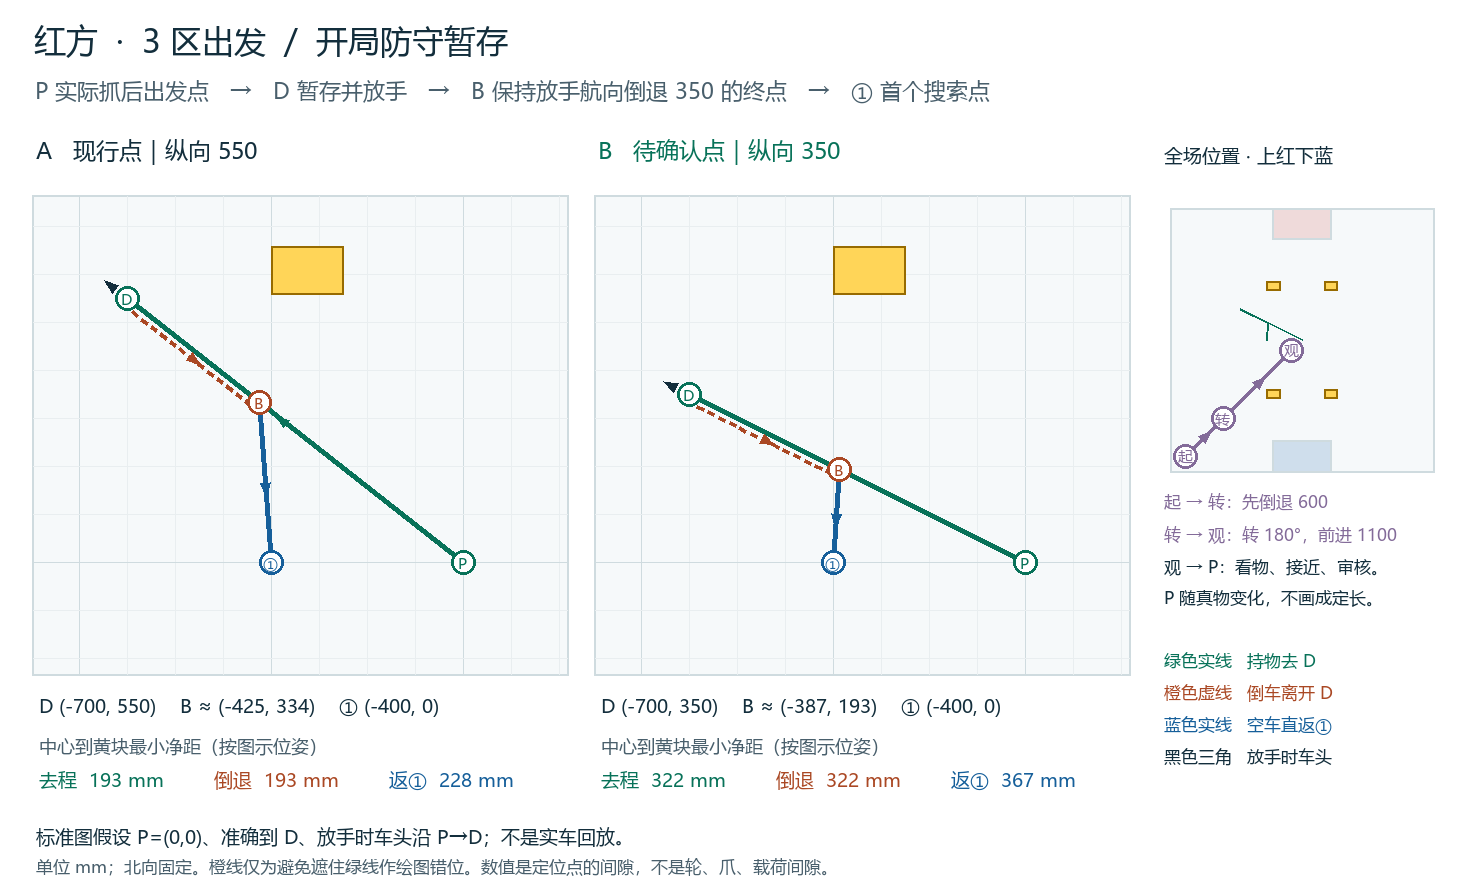 红方 · 3 区出发 / 开局防守暂存
P 实际抓后出发点 → D 暂存并放手 → B 保持放手航向倒退 350 的终点 → ① 首个搜索点
A 现行点 | 纵向 550
D
B
①
P
D (-700, 550) B ≈ (-425, 334) ① (-400, 0)
中心到黄块最小净距（按图示位姿）
去程 193 mm 倒退 193 mm 返① 228 mm
B 待确认点 | 纵向 350
D
B
①
P
D (-700, 350) B ≈ (-387, 193) ① (-400, 0)
中心到黄块最小净距（按图示位姿）
去程 322 mm 倒退 322 mm 返① 367 mm
全场位置 · 上红下蓝
观
转
起
起 → 转：先倒退 600
转 → 观：转 180°，前进 1100
观 → P：看物、接近、审核。
P 随真物变化，不画成定长。
绿色实线 持物去 D
橙色虚线 倒车离开 D
蓝色实线 空车直返①
黑色三角 放手时车头
标准图假设 P=(0,0)、准确到 D、放手时车头沿 P→D；不是实车回放。
单位 mm；北向固定。橙线仅为避免遮住绿线作绘图错位。数值是定位点的间隙，不是轮、爪、载荷间隙。